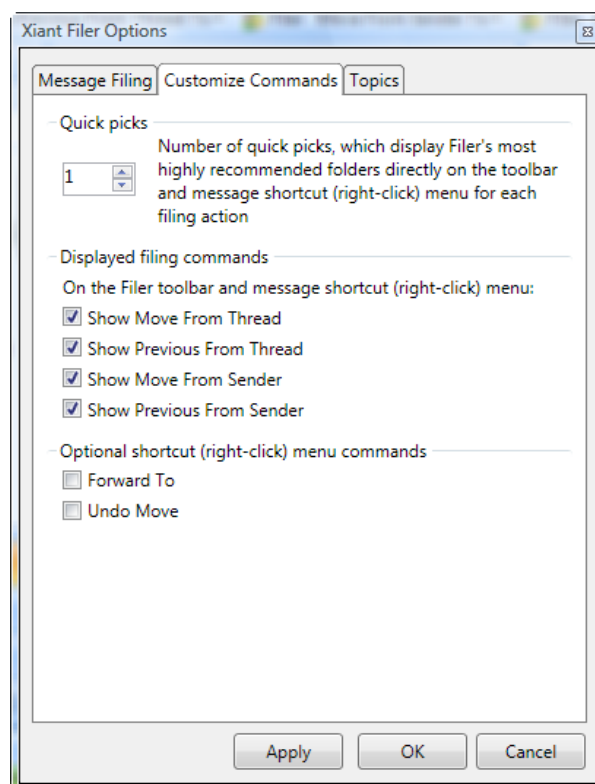 Xiant Filer Options
Message Filing Customize Commands Topics
Quick picks
Number of quick picks, which display Filer's most
highly recommended folders directly on the toolbar
1
and message shortcut (right-click) menu for each
filing action
Displayed filing commands
On the Filer toolbar and message shortcut (right-click) menu:
Show Move From Thread
Show Previous From Thread
Show Move From Sender
Show Previous From Sender
Optional shortcut (right-click) menu commands
Forward To
Undo Move
Apply OK Cancel